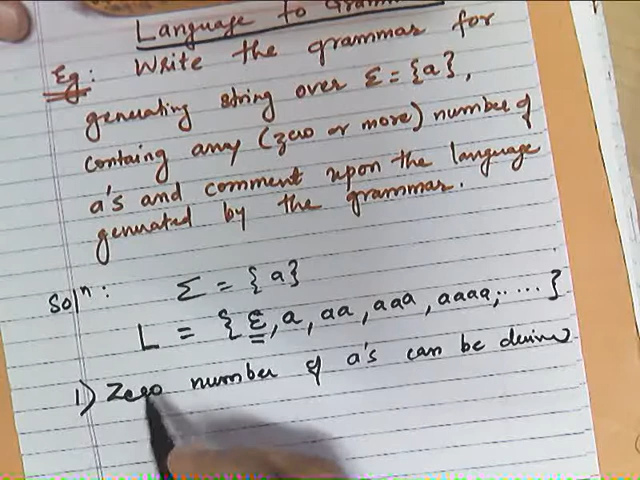 Language to Gramm
Eg: Write the grammar for
generating string over Σ = {a},
containg any (zero or more) number of
a's and comment upon the language
generated by the grammar.
Solⁿ: Σ = {a}
L = {ε, a, aa, aaa, aaaa, ....}
1) Zero number of a's can be derive